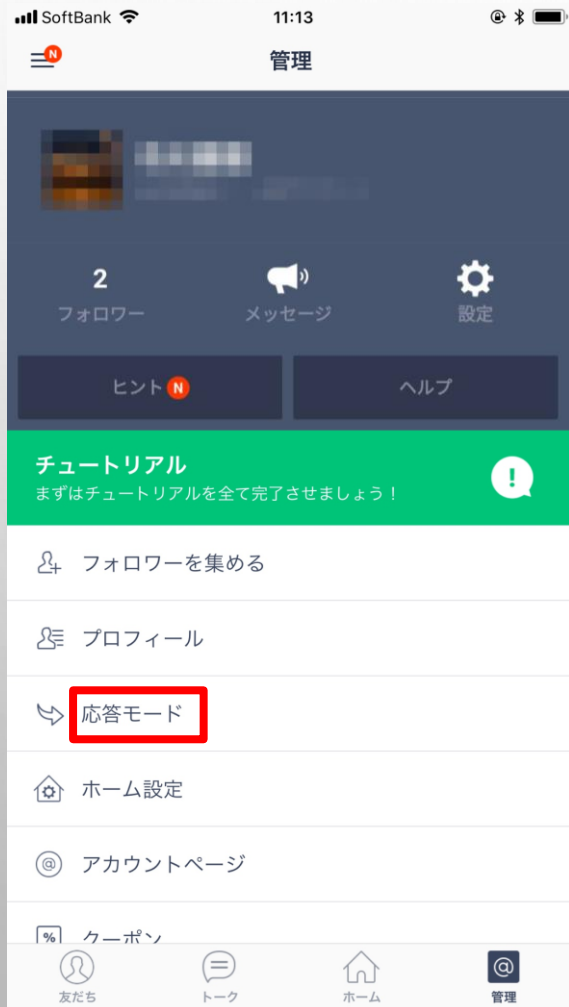 SoftBank 11:13
N
管理
2
フォロワー メッセージ 設定
ヒント N ヘルプ
チュートリアル
まずはチュートリアルを全て完了させましょう！
!
フォロワーを集める
プロフィール
応答モード
ホーム設定
@ アカウントページ
% クーポン
@
友だち トーク ホーム 管理